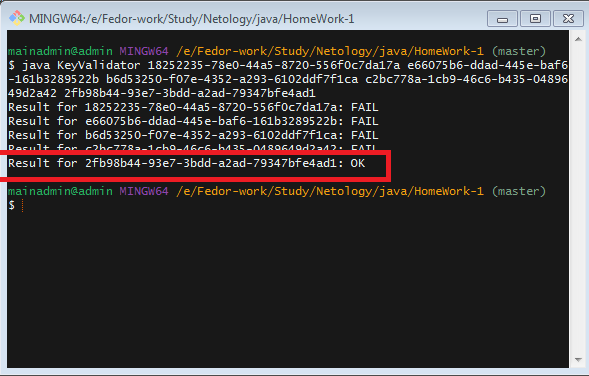 MINGW64:/e/Fedor-work/Study/Netology/java/HomeWork-1
mainadmin@admin MINGW64 /e/Fedor-work/Study/Netology/java/HomeWork-1 (master)
$ java KeyValidator 18252235-78e0-44a5-8720-556f0c7da17a e66075b6-ddad-445e-baf6
-161b3289522b b6d53250-f07e-4352-a293-6102ddf7f1ca c2bc778a-1cb9-46c6-b435-04896
49d2a42 2fb98b44-93e7-3bdd-a2ad-79347bfe4ad1
Result for 18252235-78e0-44a5-8720-556f0c7da17a: FAIL
Result for e66075b6-ddad-445e-baf6-161b3289522b: FAIL
Result for b6d53250-f07e-4352-a293-6102ddf7f1ca: FAIL
Result for c2bc778a-1cb9-46c6-b435-0489649d2a42: FAIL
Result for 2fb98b44-93e7-3bdd-a2ad-79347bfe4ad1: OK
mainadmin@admin MINGW64 /e/Fedor-work/Study/Netology/java/HomeWork-1 (master)
$